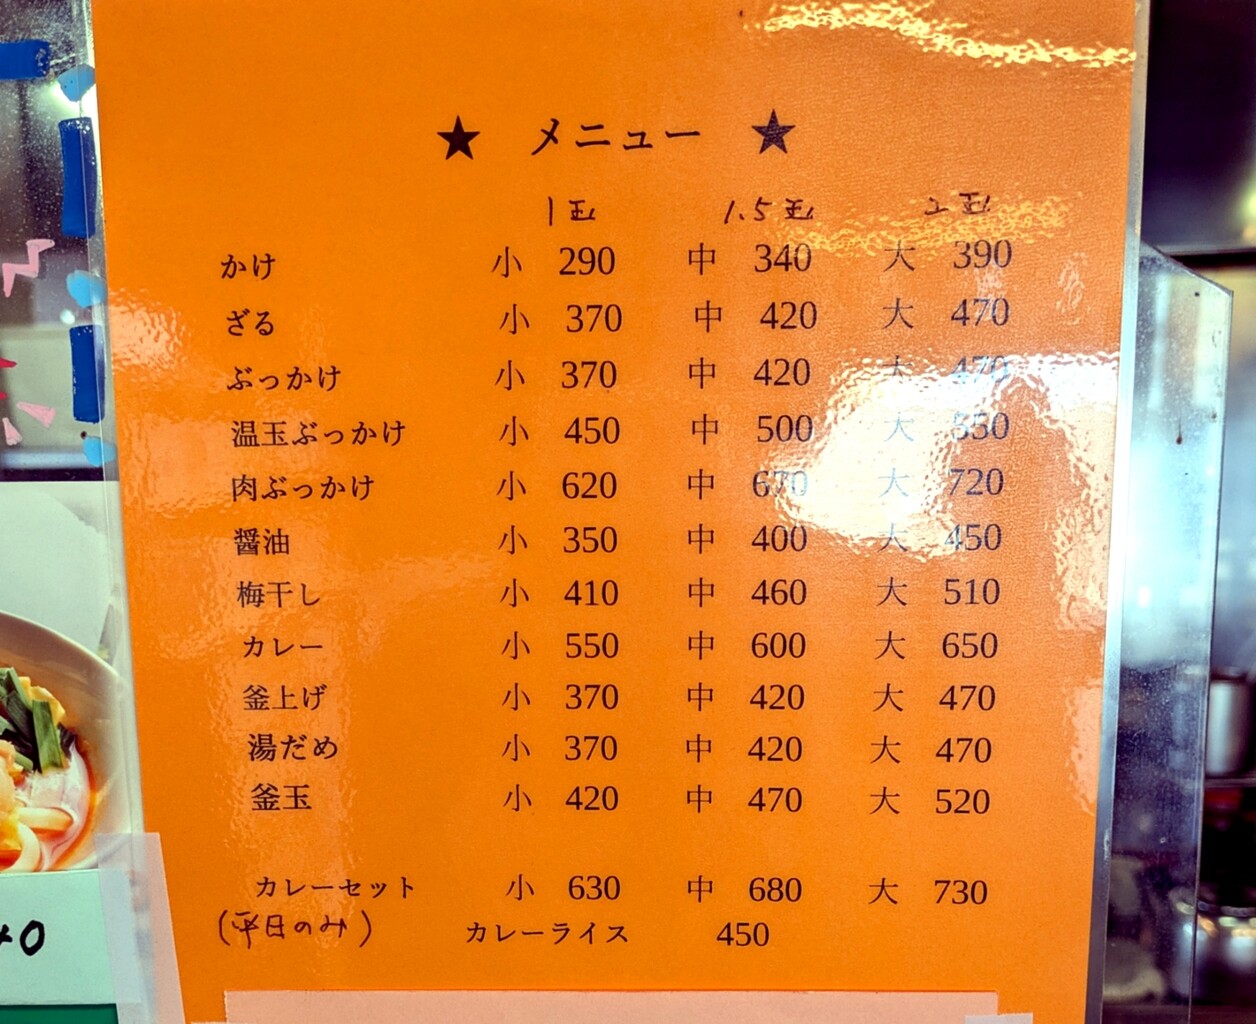 ★ メニュー ★
1玉 1.5玉 2玉
かけ 小 290 中 340 大 390
ざる 小 370 中 420 大 470
ぶっかけ 小 370 中 420 大 470
温玉ぶっかけ 小 450 中 500 大 550
肉ぶっかけ 小 620 中 670 大 720
醤油 小 350 中 400 大 450
梅干し 小 410 中 460 大 510
カレー 小 550 中 600 大 650
釜上げ 小 370 中 420 大 470
湯だめ 小 370 中 420 大 470
釜玉 小 420 中 470 大 520
カレーセット 小 630 中 680 大 730
(平日のみ) カレーライス 450